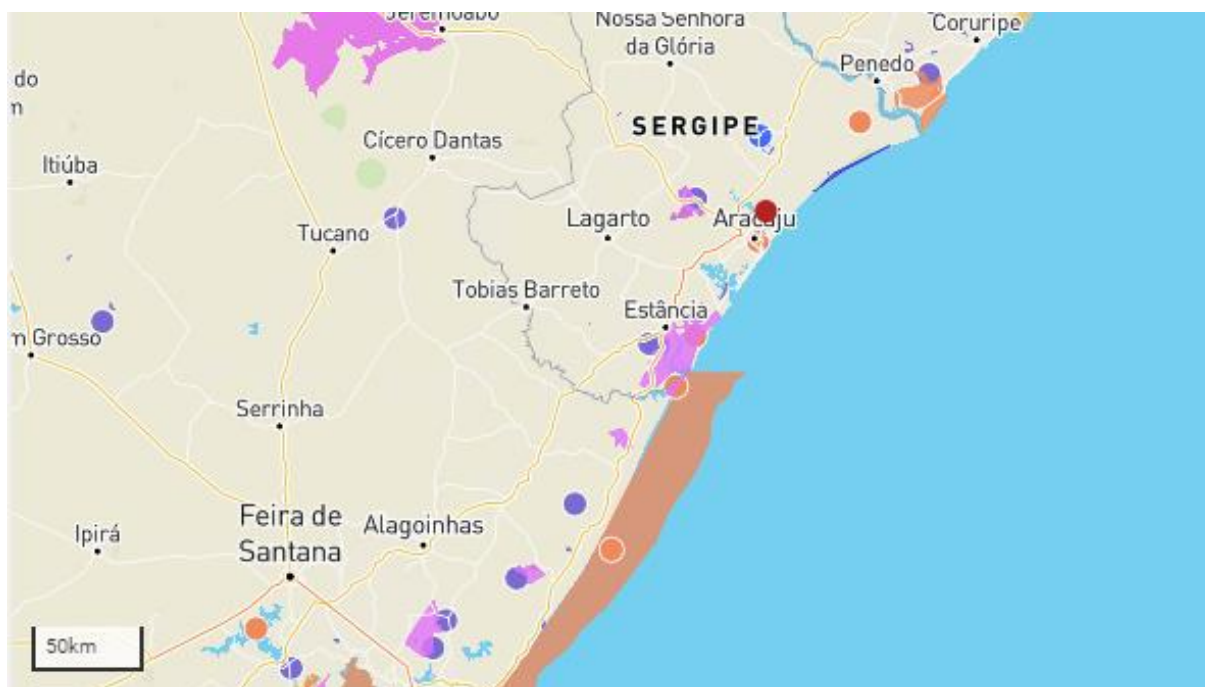 Jeremoabo
Nossa Senhora
da Glória
Coruripe
Penedo
do
SERGIPE
Cícero Dantas
Itiúba
Lagarto
Aracaju
Tucano
Tobias Barreto
Estância
m Grosso
Serrinha
Feira de
Santana
Alagoinhas
Ipirá
50km